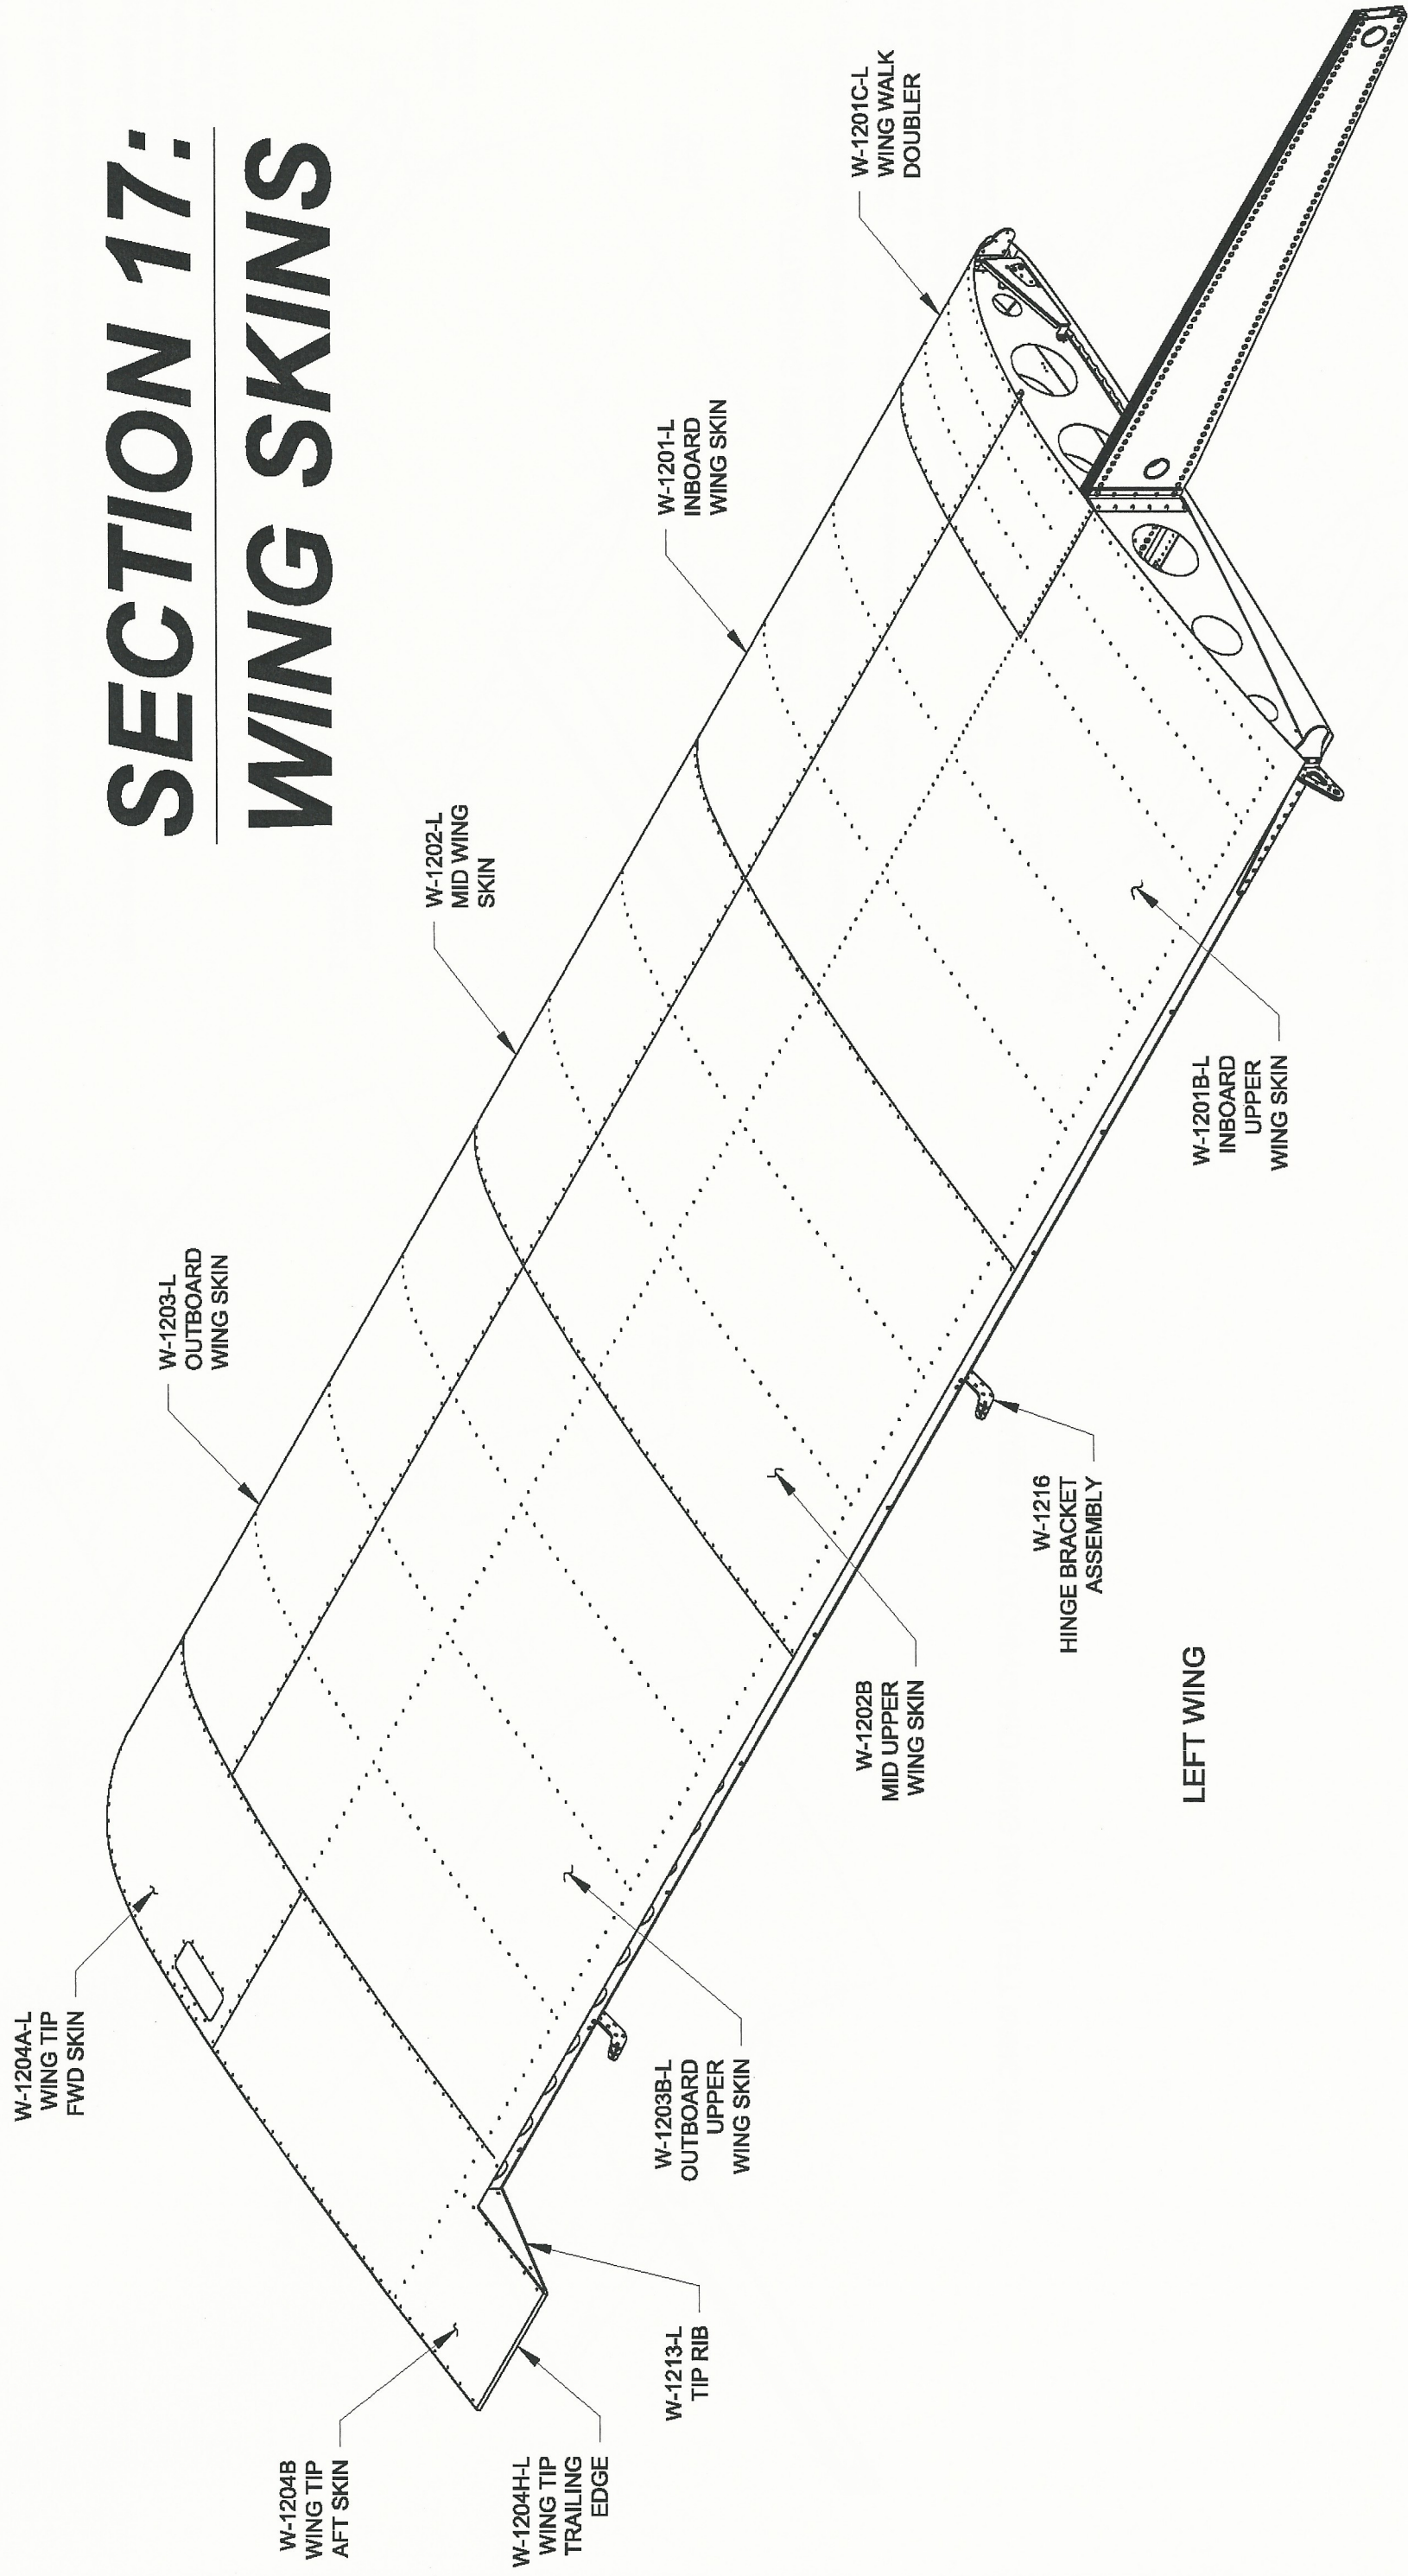 SECTION 17:
WING SKINS
W-1204A-L
WING TIP
FWD SKIN
W-1203-L
OUTBOARD
WING SKIN
W-1202-L
MID WING
SKIN
W-1201-L
INBOARD
WING SKIN
W-1201C-L
WING WALK
DOUBLER
W-1204B
WING TIP
AFT SKIN
W-1204H-L
WING TIP
TRAILING
EDGE
W-1213-L
TIP RIB
W-1203B-L
OUTBOARD
UPPER
WING SKIN
W-1202B
MID UPPER
WING SKIN
W-1216
HINGE BRACKET
ASSEMBLY
W-1201B-L
INBOARD
UPPER
WING SKIN
LEFT WING